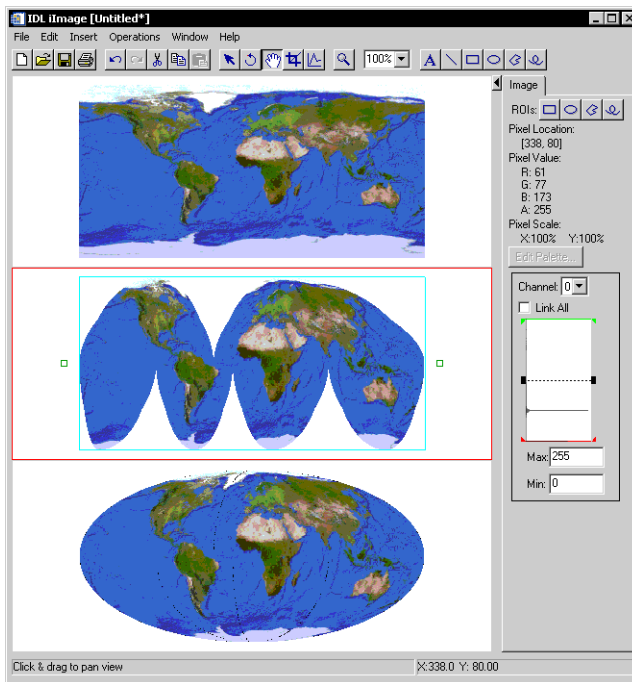 IDL iImage [Untitled*]
File Edit Insert Operations Window Help
100%
A
Image
ROIs:
Pixel Location:
[338, 80]
Pixel Value:
R: 61
G: 77
B: 173
A: 255
Pixel Scale:
X:100% Y:100%
Edit Palette...
Channel: 0
Link All
Max: 255
Min: 0
Click & drag to pan view
X:338.0 Y: 80.00